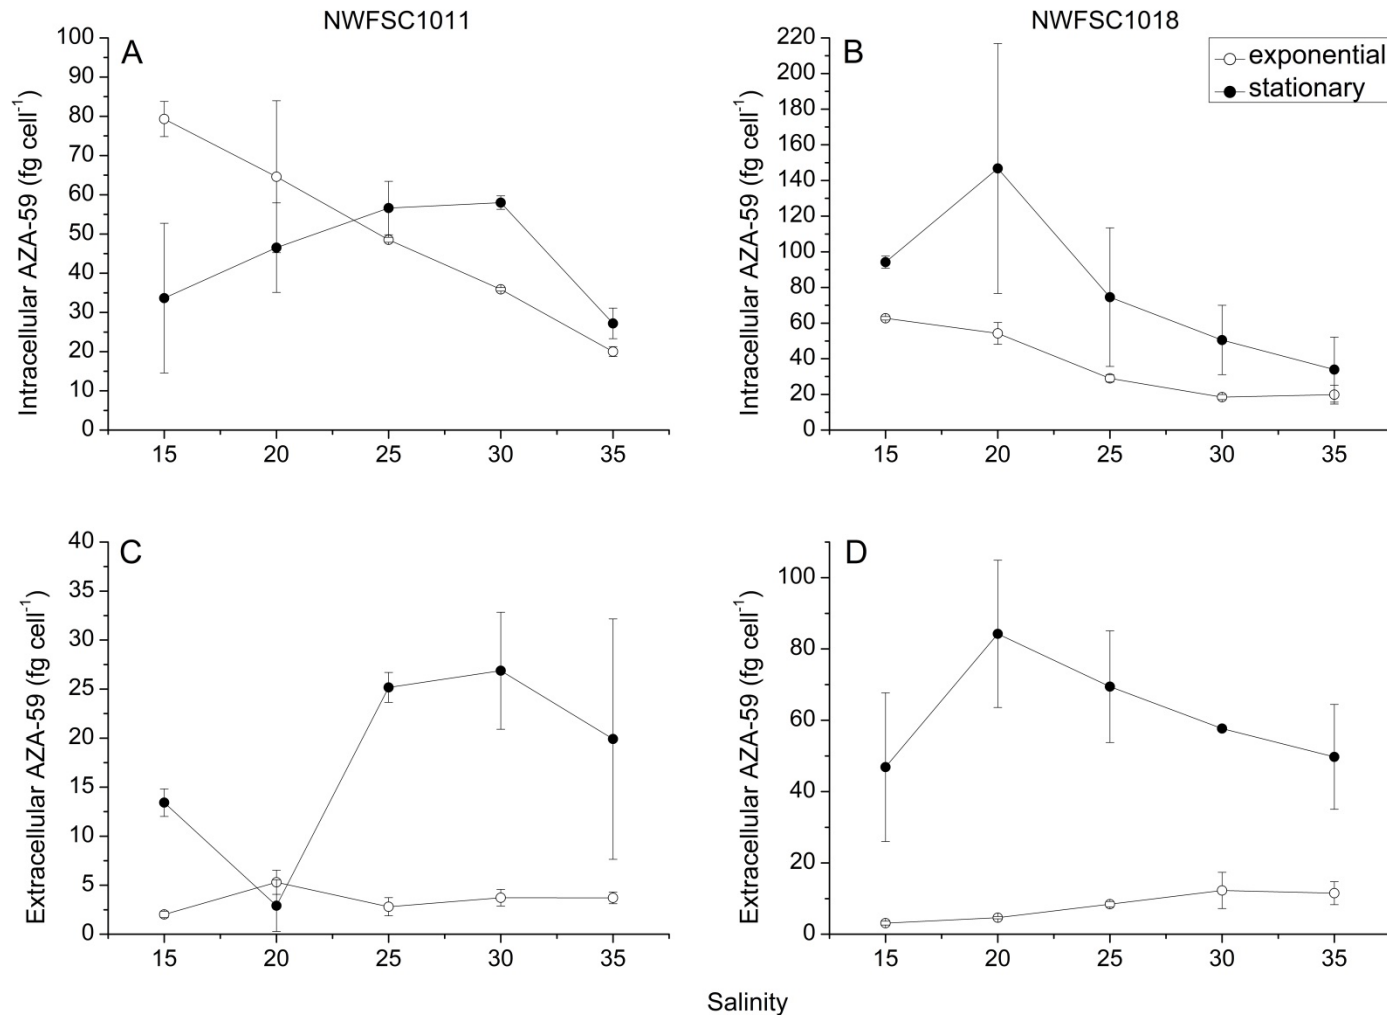 NWFSC1011
NWFSC1018
A
Intracellular AZA-59 (fg cell⁻¹)
100
90
80
70
60
50
40
30
20
10
0
15 20 25 30 35
B
exponential
stationary
Intracellular AZA-59 (fg cell⁻¹)
220
200
180
160
140
120
100
80
60
40
20
0
15 20 25 30 35
C
Extracellular AZA-59 (fg cell⁻¹)
40
35
30
25
20
15
10
5
0
15 20 25 30 35
D
Extracellular AZA-59 (fg cell⁻¹)
100
80
60
40
20
0
15 20 25 30 35
Salinity